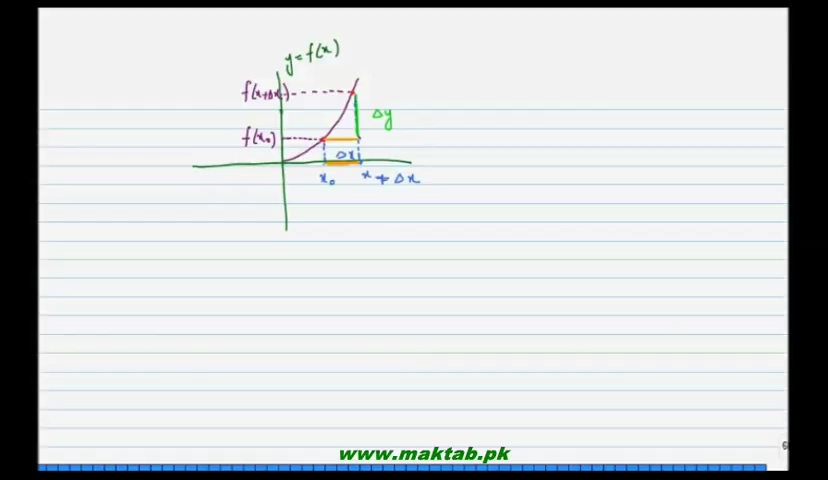 y = f(x)
f(x+Δx)
f(x₀)
Δy
Δx
x₀
x + Δx
www.maktab.pk